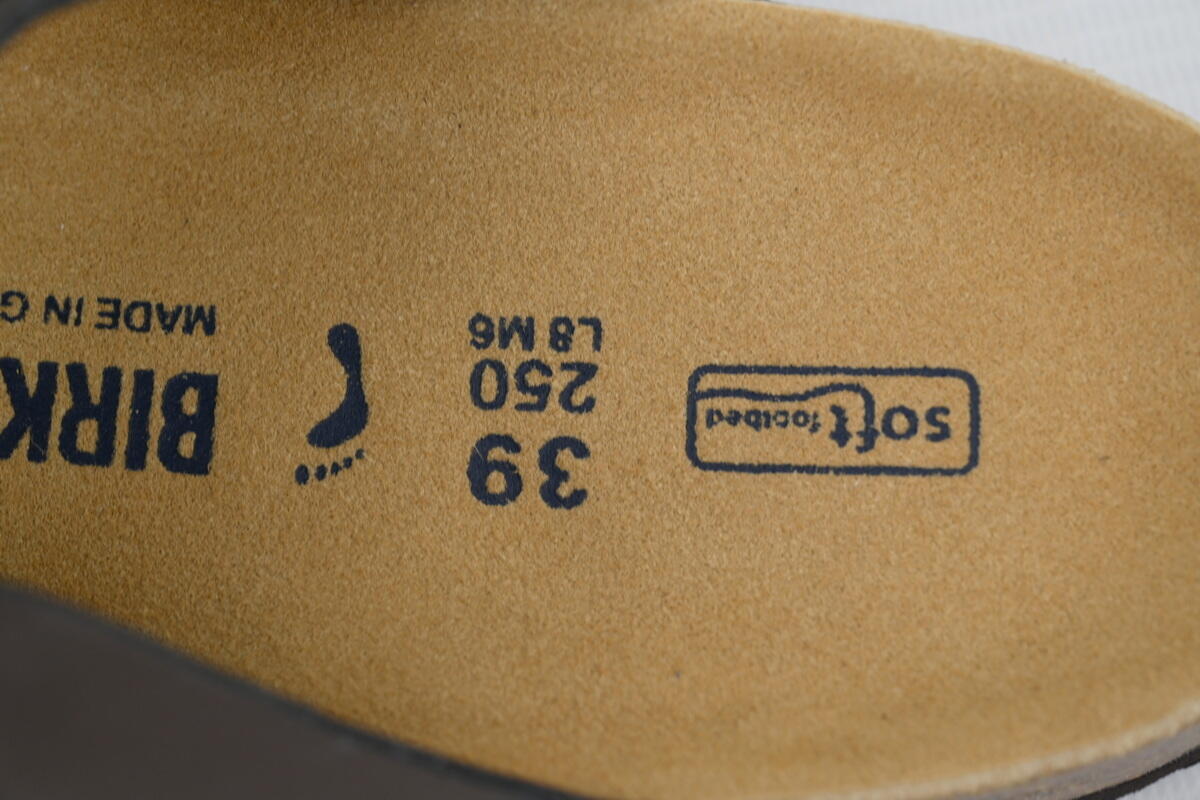 soft footbed
39
250
L8 M6
BIRK
MADE IN G